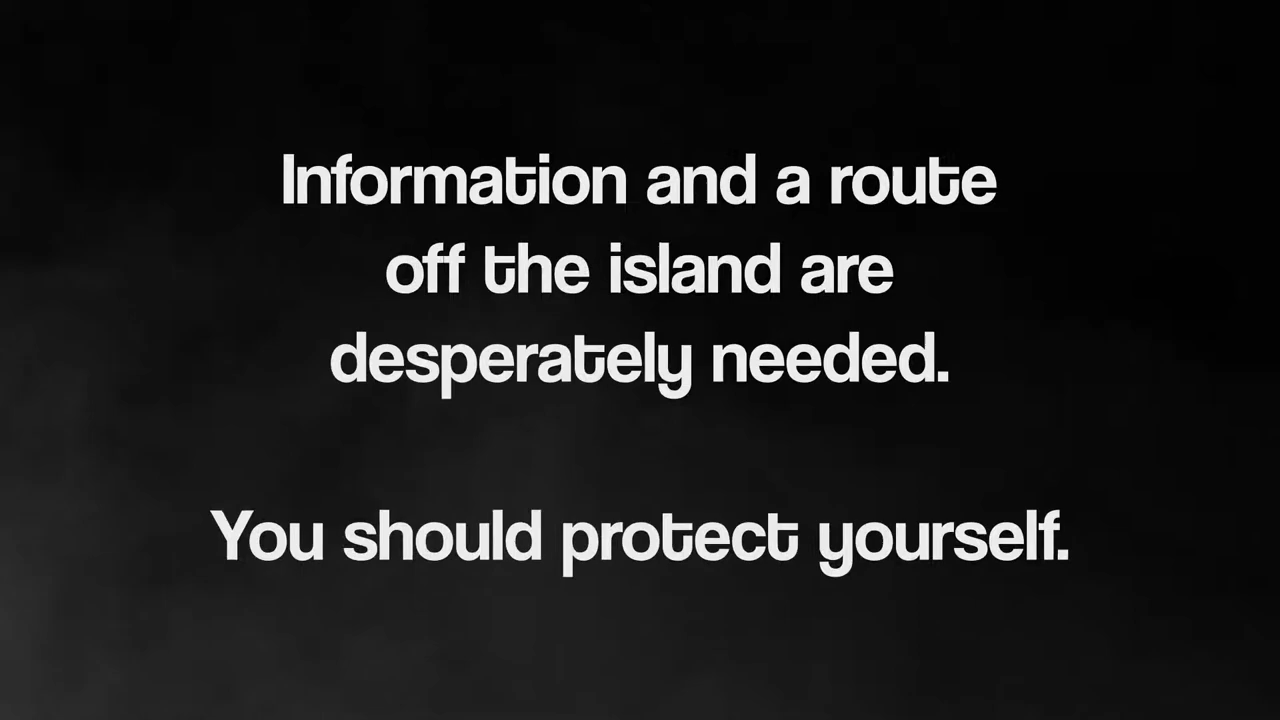 Information and a route
off the island are
desperately needed.
You should protect yourself.